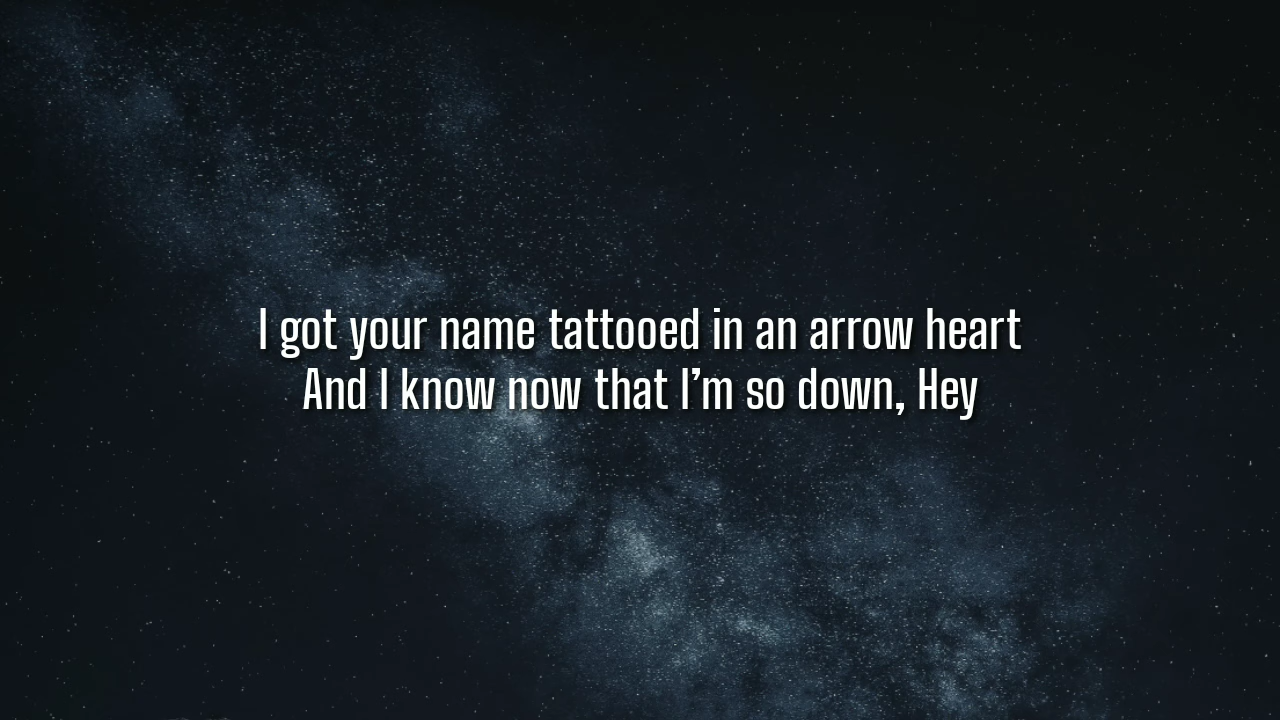 I got your name tattooed in an arrow heart
And I know now that I’m so down, Hey